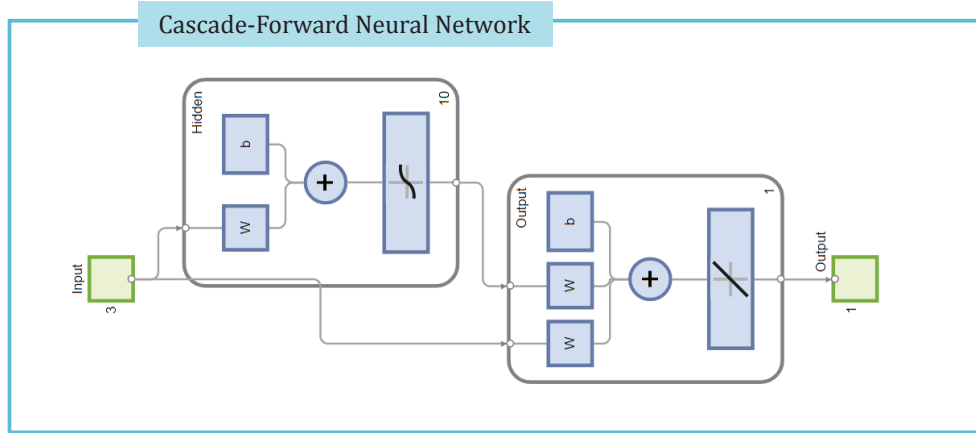 Cascade-Forward Neural Network
Input
3
Hidden
b
W
+
10
Output
b
W
W
+
1
Output
1